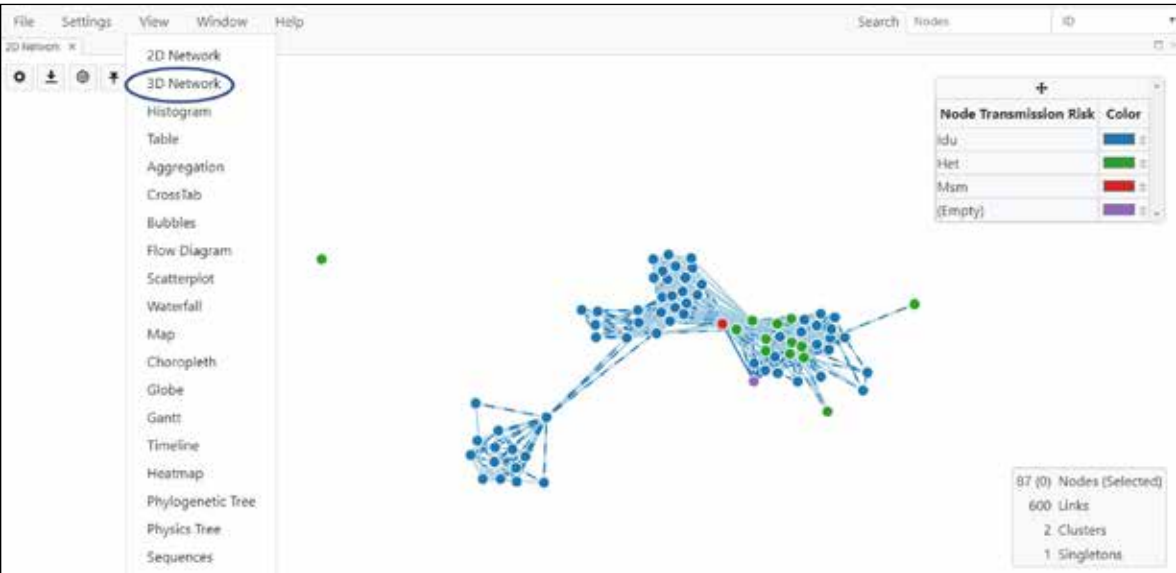 File Settings View Window Help Search Nodes ID
2D Network ×
2D Network
3D Network
Histogram
Table
Aggregation
CrossTab
Bubbles
Flow Diagram
Scatterplot
Waterfall
Map
Choropleth
Globe
Gantt
Timeline
Heatmap
Phylogenetic Tree
Physics Tree
Sequences
Node Transmission Risk Color
Idu
Het
Msm
(Empty)
87 (0) Nodes (Selected)
600 Links
2 Clusters
1 Singletons